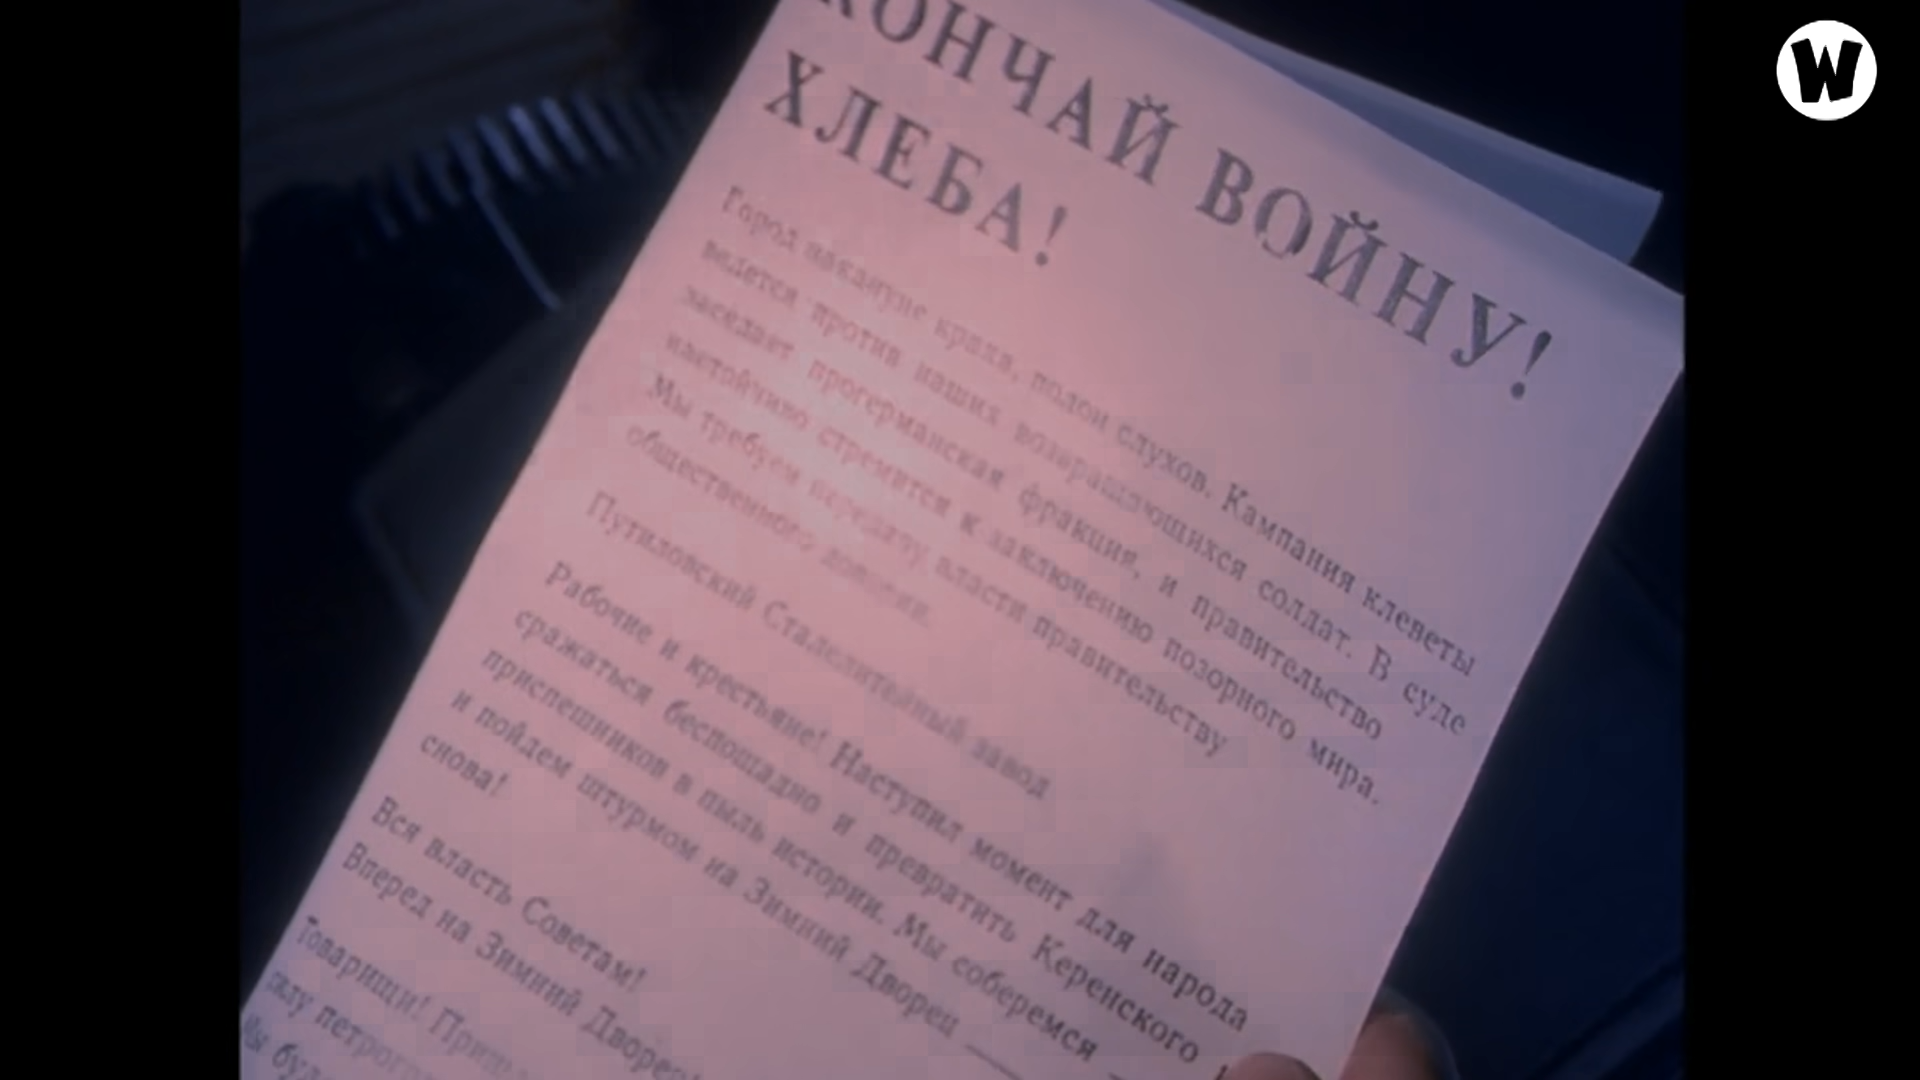 КОНЧАЙ ВОЙНУ!
ХЛЕБА!
Город накануне краха, полон слухов. Кампания клеветы
ведется против наших возвращающихся солдат. В суде
заседает прогерманская фракция, и правительство
настойчиво стремится к заключению позорного мира.
Мы требуем передачу власти правительству
общественного доверия.
Путиловский Сталелитейный завод
Рабочие и крестьяне! Наступил момент для народа
сражаться беспощадно и превратить Керенского и
приспешников в пыль истории. Мы соберемся
и пойдем штурмом на Зимний Дворец —
снова!
Вся власть Советам!
Вперед на Зимний Дворец!
Товарищи!
силу
Мы
W